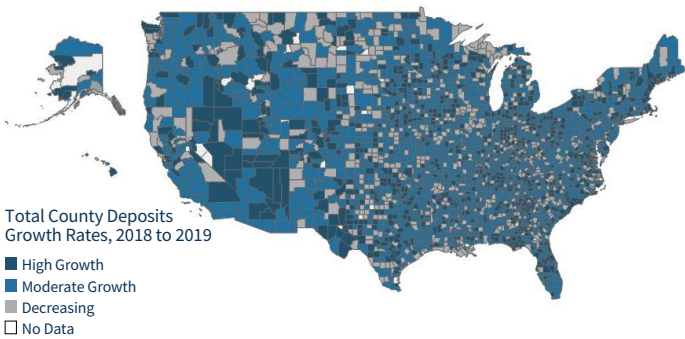 Total County Deposits
Growth Rates, 2018 to 2019
High Growth
Moderate Growth
Decreasing
No Data